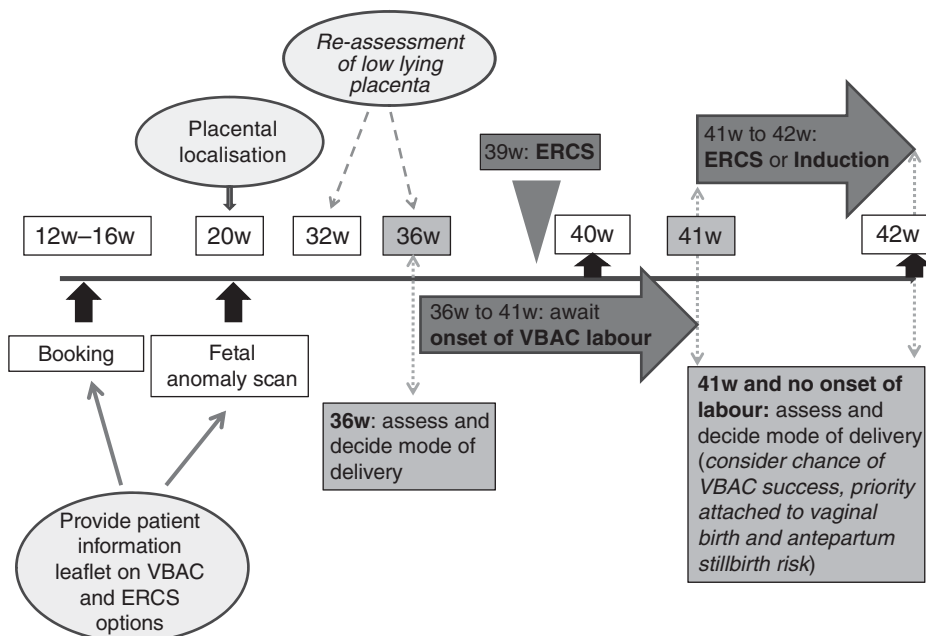 Re-assessment
of low lying
placenta
Placental
localisation
39w: ERCS
41w to 42w:
ERCS or Induction
12w–16w
20w
32w
36w
40w
41w
42w
36w to 41w: await
onset of VBAC labour
Booking
Fetal
anomaly scan
36w: assess and
decide mode of
delivery
41w and no onset of
labour: assess and
decide mode of delivery
(consider chance of
VBAC success, priority
attached to vaginal
birth and antepartum
stillbirth risk)
Provide patient
information
leaflet on VBAC
and ERCS
options